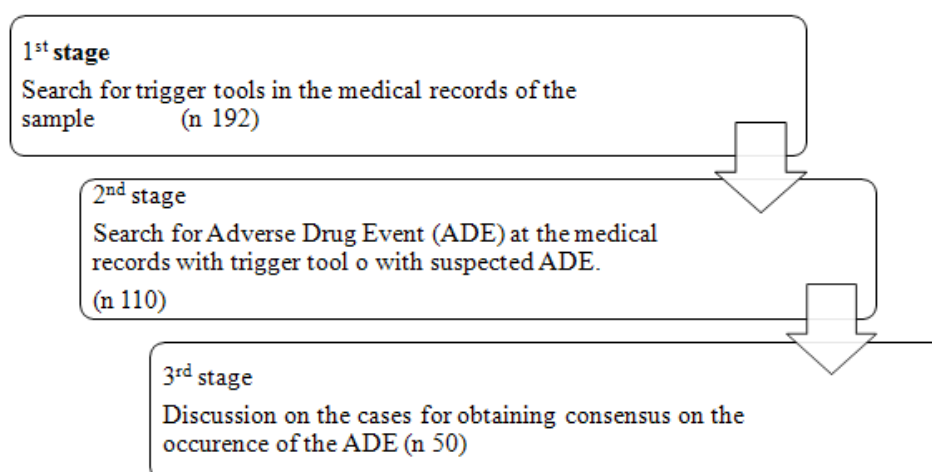 1st stage
Search for trigger tools in the medical records of the
sample (n 192)
2nd stage
Search for Adverse Drug Event (ADE) at the medical
records with trigger tool o with suspected ADE.
(n 110)
3rd stage
Discussion on the cases for obtaining consensus on the
occurence of the ADE (n 50)